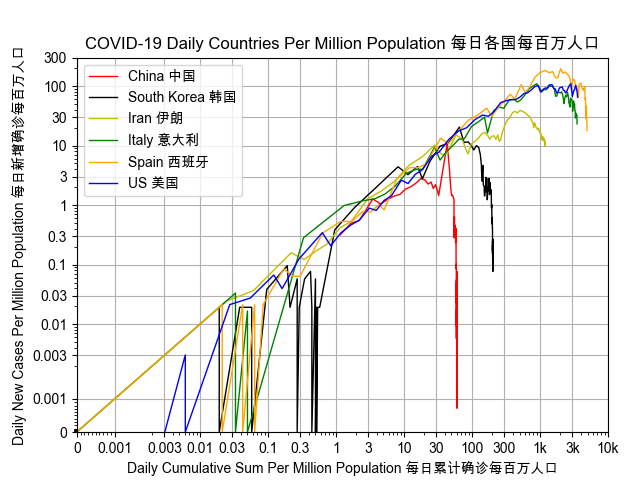 COVID-19 Daily Countries Per Million Population 每日各国每百万人口
Daily New Cases Per Million Population 每日新增确诊每百万人口
300
100
30
10
3
1
0.3
0.1
0.03
0.01
0.003
0.001
0
China 中国
South Korea 韩国
Iran 伊朗
Italy 意大利
Spain 西班牙
US 美国
0 0.001 0.003 0.01 0.03 0.1 0.3 1 3 10 30 100 300 1k 3k 10k
Daily Cumulative Sum Per Million Population 每日累计确诊每百万人口